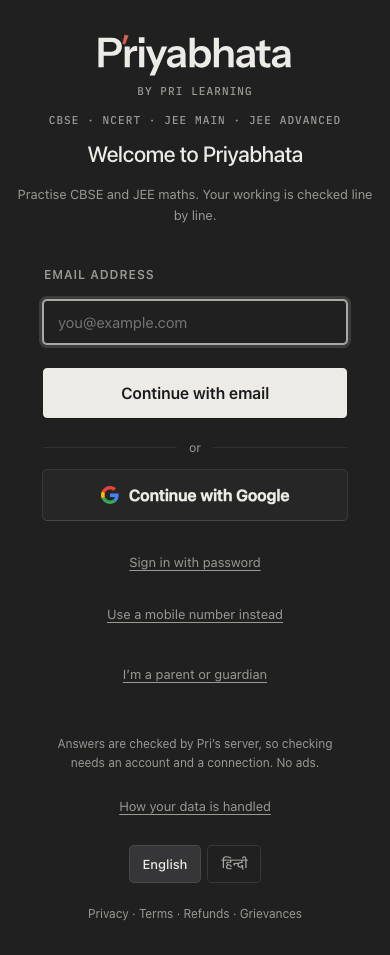 Priyabhata
BY PRI LEARNING
CBSE · NCERT · JEE MAIN · JEE ADVANCED
Welcome to Priyabhata
Practise CBSE and JEE maths. Your working is checked line
by line.
EMAIL ADDRESS
you@example.com
Continue with email
or
Continue with Google
Sign in with password
Use a mobile number instead
I'm a parent or guardian
Answers are checked by Pri's server, so checking
needs an account and a connection. No ads.
How your data is handled
English हिन्दी
Privacy · Terms · Refunds · Grievances